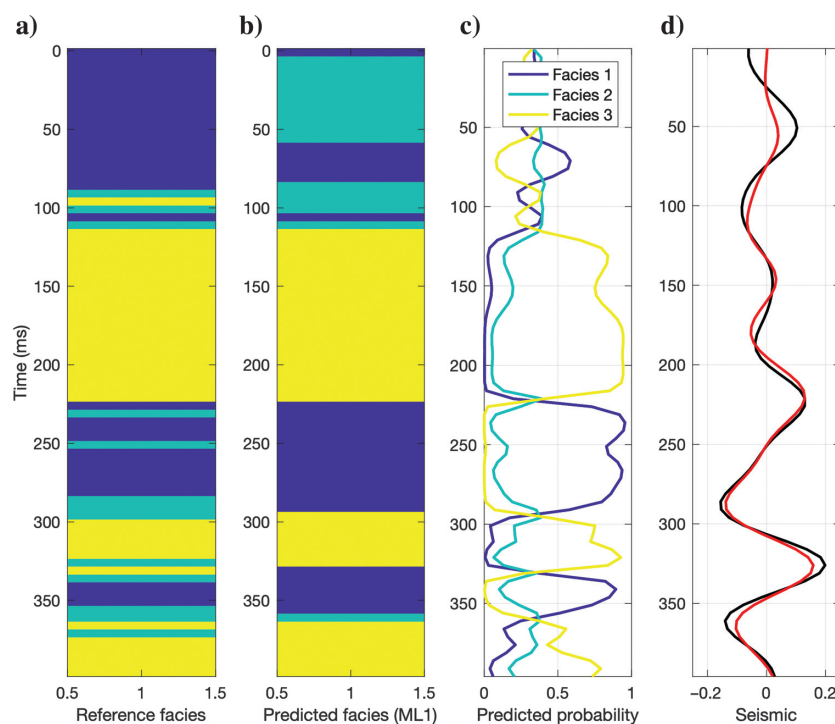 a)
b)
c)
d)
0
50
100
150
200
250
300
350
Time (ms)
0.5 1 1.5
Reference facies
0
50
100
150
200
250
300
350
0.5 1 1.5
Predicted facies (ML1)
Facies 1
Facies 2
Facies 3
50
100
150
200
250
300
350
0 0.5 1
Predicted probability
50
100
150
200
250
300
350
−0.2 0 0.2
Seismic